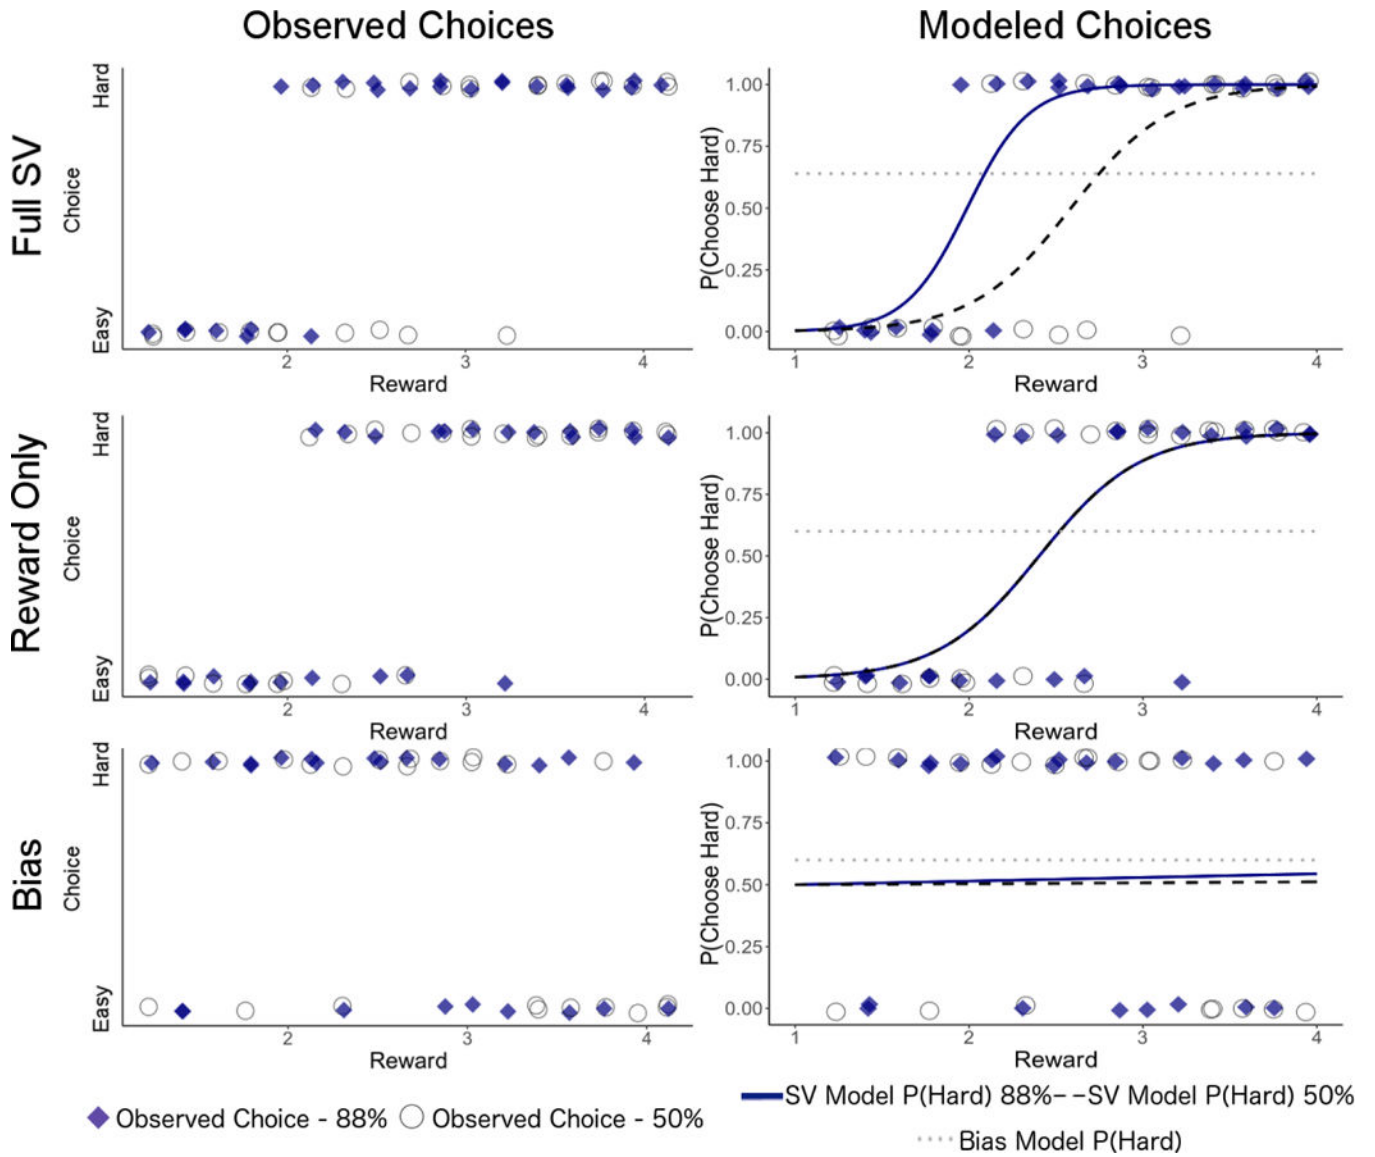 Observed Choices
Modeled Choices
Full SV
Choice
Hard
Easy
2 3 4
Reward
P(Choose Hard)
1.00
0.75
0.50
0.25
0.00
1 2 3 4
Reward
Reward Only
Choice
Hard
Easy
2 3 4
Reward
P(Choose Hard)
1.00
0.75
0.50
0.25
0.00
1 2 3 4
Reward
Bias
Choice
Hard
Easy
2 3 4
Reward
P(Choose Hard)
1.00
0.75
0.50
0.25
0.00
1 2 3 4
Reward
Observed Choice - 88% Observed Choice - 50%
SV Model P(Hard) 88% SV Model P(Hard) 50%
Bias Model P(Hard)